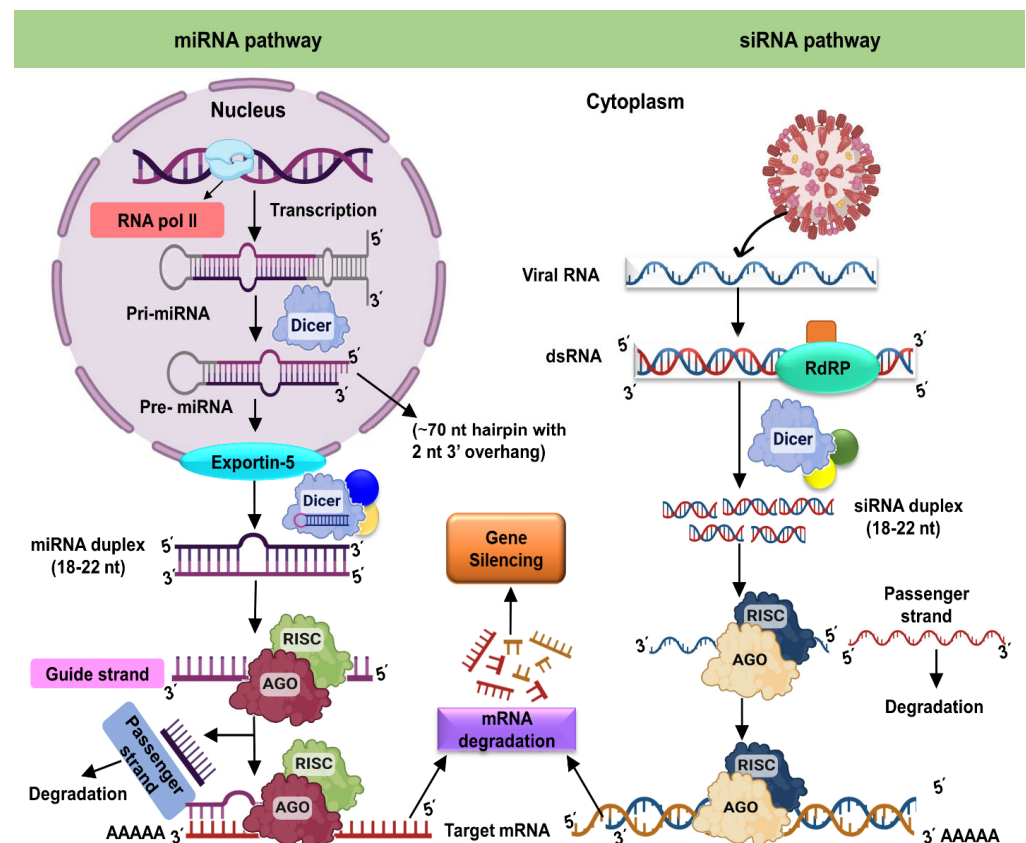 miRNA pathway
siRNA pathway
Nucleus
RNA pol II
Transcription
5´
3´
Pri-miRNA
Dicer
5´
3´
Pre- miRNA
(~70 nt hairpin with
2 nt 3’ overhang)
Exportin-5
Dicer
miRNA duplex
(18-22 nt)
5´
3´
3´
5´
RISC
AGO
Guide strand
3´
5´
Passenger
strand
Degradation
RISC
AGO
AAAAA
3´
5´
Target mRNA
Gene
Silencing
mRNA
degradation
Cytoplasm
Viral RNA
dsRNA
5´
3´
3´
5´
RdRP
Dicer
siRNA duplex
(18-22 nt)
RISC
AGO
3´
5´
Passenger
strand
5´
3´
Degradation
RISC
AGO
5´
3´
5´
3´ AAAAA